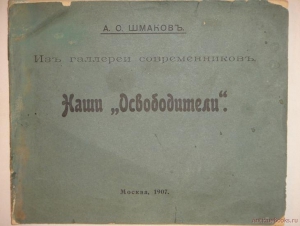 А. С. ШМАКОВЪ.
Изъ галлереи современниковъ.
Наши „Освободители“.
Москва, 1907.